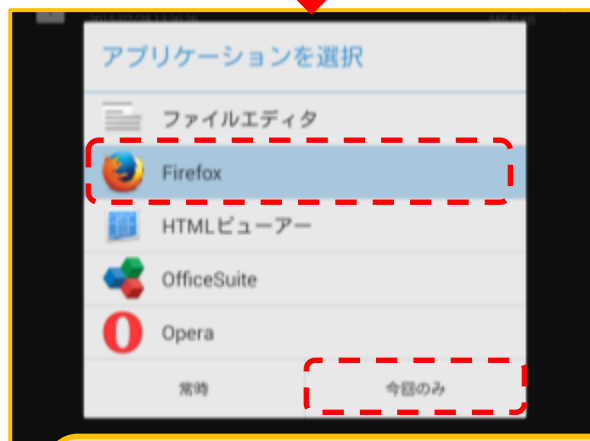 アプリケーションを選択
ファイルエディタ
Firefox
HTMLビューアー
OfficeSuite
Opera
常時
今回のみ